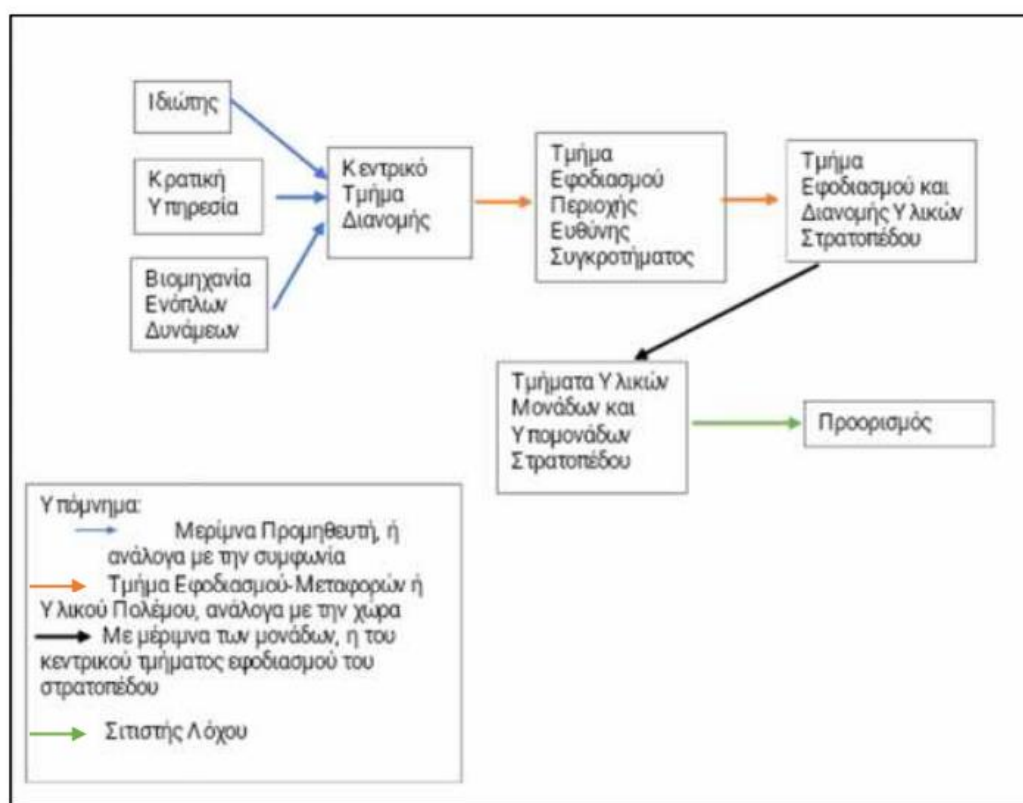 Ιδιώτης
Κρατική
Υπηρεσία
Βιομηχανία
Ενόπλων
Δυνάμεων
Κεντρικό
Τμήμα
Διανομής
Τμήμα
Εφοδιασμού
Περιοχής
Ευθύνης
Συγκροτήματος
Τμήμα
Εφοδιασμού και
Διανομής Υλικών
Στρατοπέδου
Τμήματα Υλικών
Μονάδων και
Υπομονάδων
Στρατοπέδου
Προορισμός
Υπόμνημα:
Μερίμνα Προμηθευτή, ή
ανάλογα με την συμφωνία
Τμήμα Εφοδιασμού-Μεταφορών ή
Υλικού Πολέμου, ανάλογα με την χώρα
Με μέριμνα των μονάδων, η του
κεντρικού τμήματος εφοδιασμού του
στρατοπέδου
Σιτιστής Λόχου